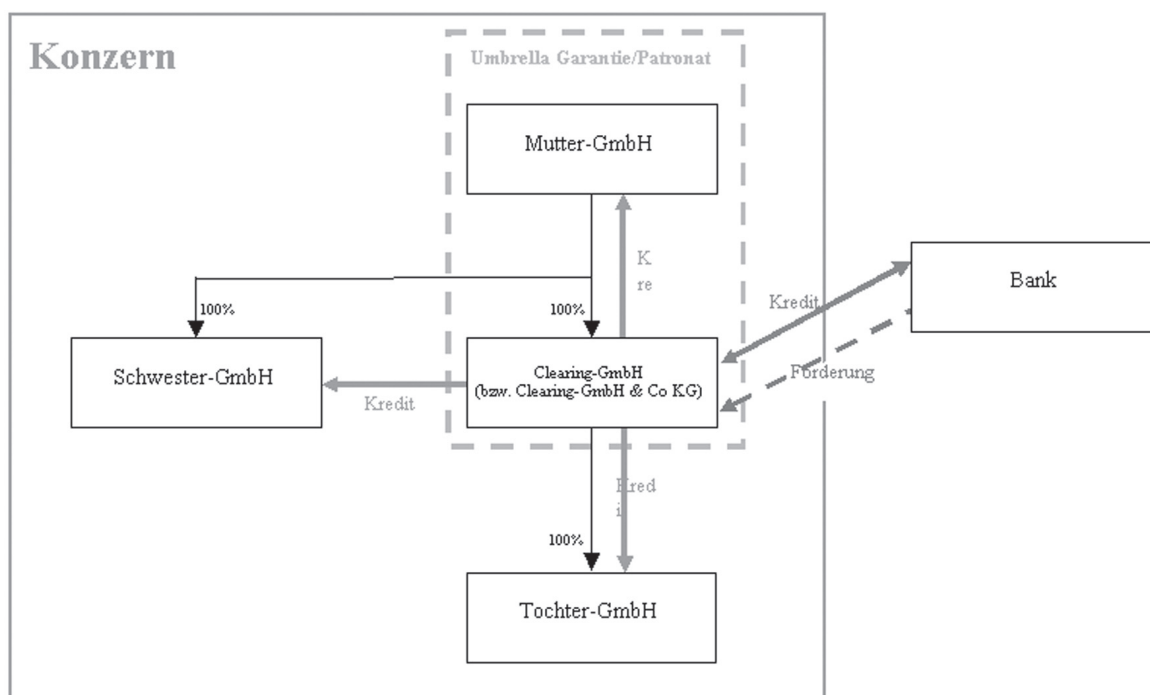 Konzern
Umbrella Garantie/Patronat
Mutter-GmbH
K
re
Bank
Kredit
100%
100%
Schwester-GmbH
Clearing-GmbH
(bzw. Clearing-GmbH & Co KG)
Forderung
Kredit
Kred
i
100%
Tochter-GmbH